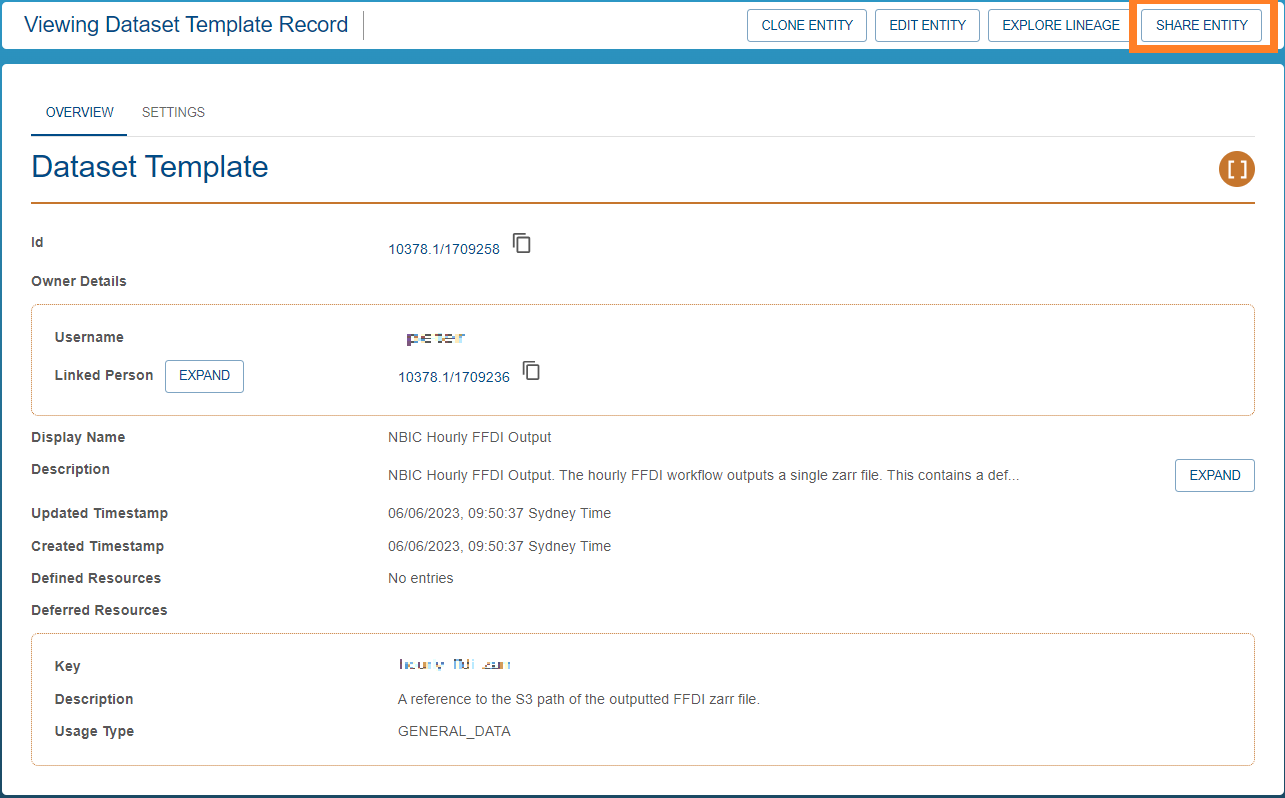 Viewing Dataset Template Record
CLONE ENTITY EDIT ENTITY EXPLORE LINEAGE SHARE ENTITY
OVERVIEW SETTINGS
Dataset Template
[ ]
Id 10378.1/1709258
Owner Details
Username
Linked Person EXPAND 10378.1/1709236
Display Name NBIC Hourly FFDI Output
Description NBIC Hourly FFDI Output. The hourly FFDI workflow outputs a single zarr file. This contains a def... EXPAND
Updated Timestamp 06/06/2023, 09:50:37 Sydney Time
Created Timestamp 06/06/2023, 09:50:37 Sydney Time
Defined Resources No entries
Deferred Resources
Key
Description A reference to the S3 path of the outputted FFDI zarr file.
Usage Type GENERAL_DATA